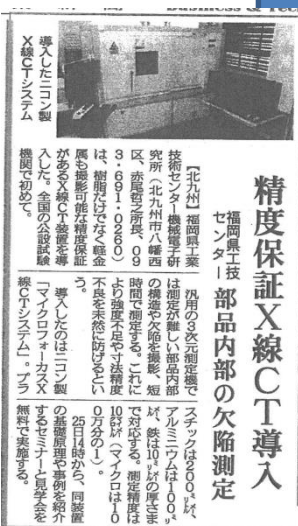 精度保証X線CT導入
福岡県工技
センター 部品内部の欠陥測定
導入したニコン製
X線CTシステム
【北九州】福岡県工業
技術センター機械電子研
究所（北九州市八幡西
区、赤尾哲之所長、09
3・691・0260）
は、樹脂だけでなく軽金
属も撮影可能な精度保証
があるX線CT装置を導
入した。全国の公設試験
機関で初めて。
汎用の3次元測定機で
は測定が難しい部品内部
の構造や欠陥を撮影、短
時間で測定する。これに
より強度不足や寸法精度
不良を未然に防げるとい
う。
導入したのはニコン製
「マイクロフォーカスX
線CTシステム」。プラ
スチックは200㍉、
アルミニウムは100㍉
㍍、鉄は10㍉の厚さま
で対応する。測定精度は
10㍃㍍（マイクロは10
0万分の1）。
25日14時から、同装置
の基礎原理や事例を紹介
するセミナーと見学会を
無料で実施する。